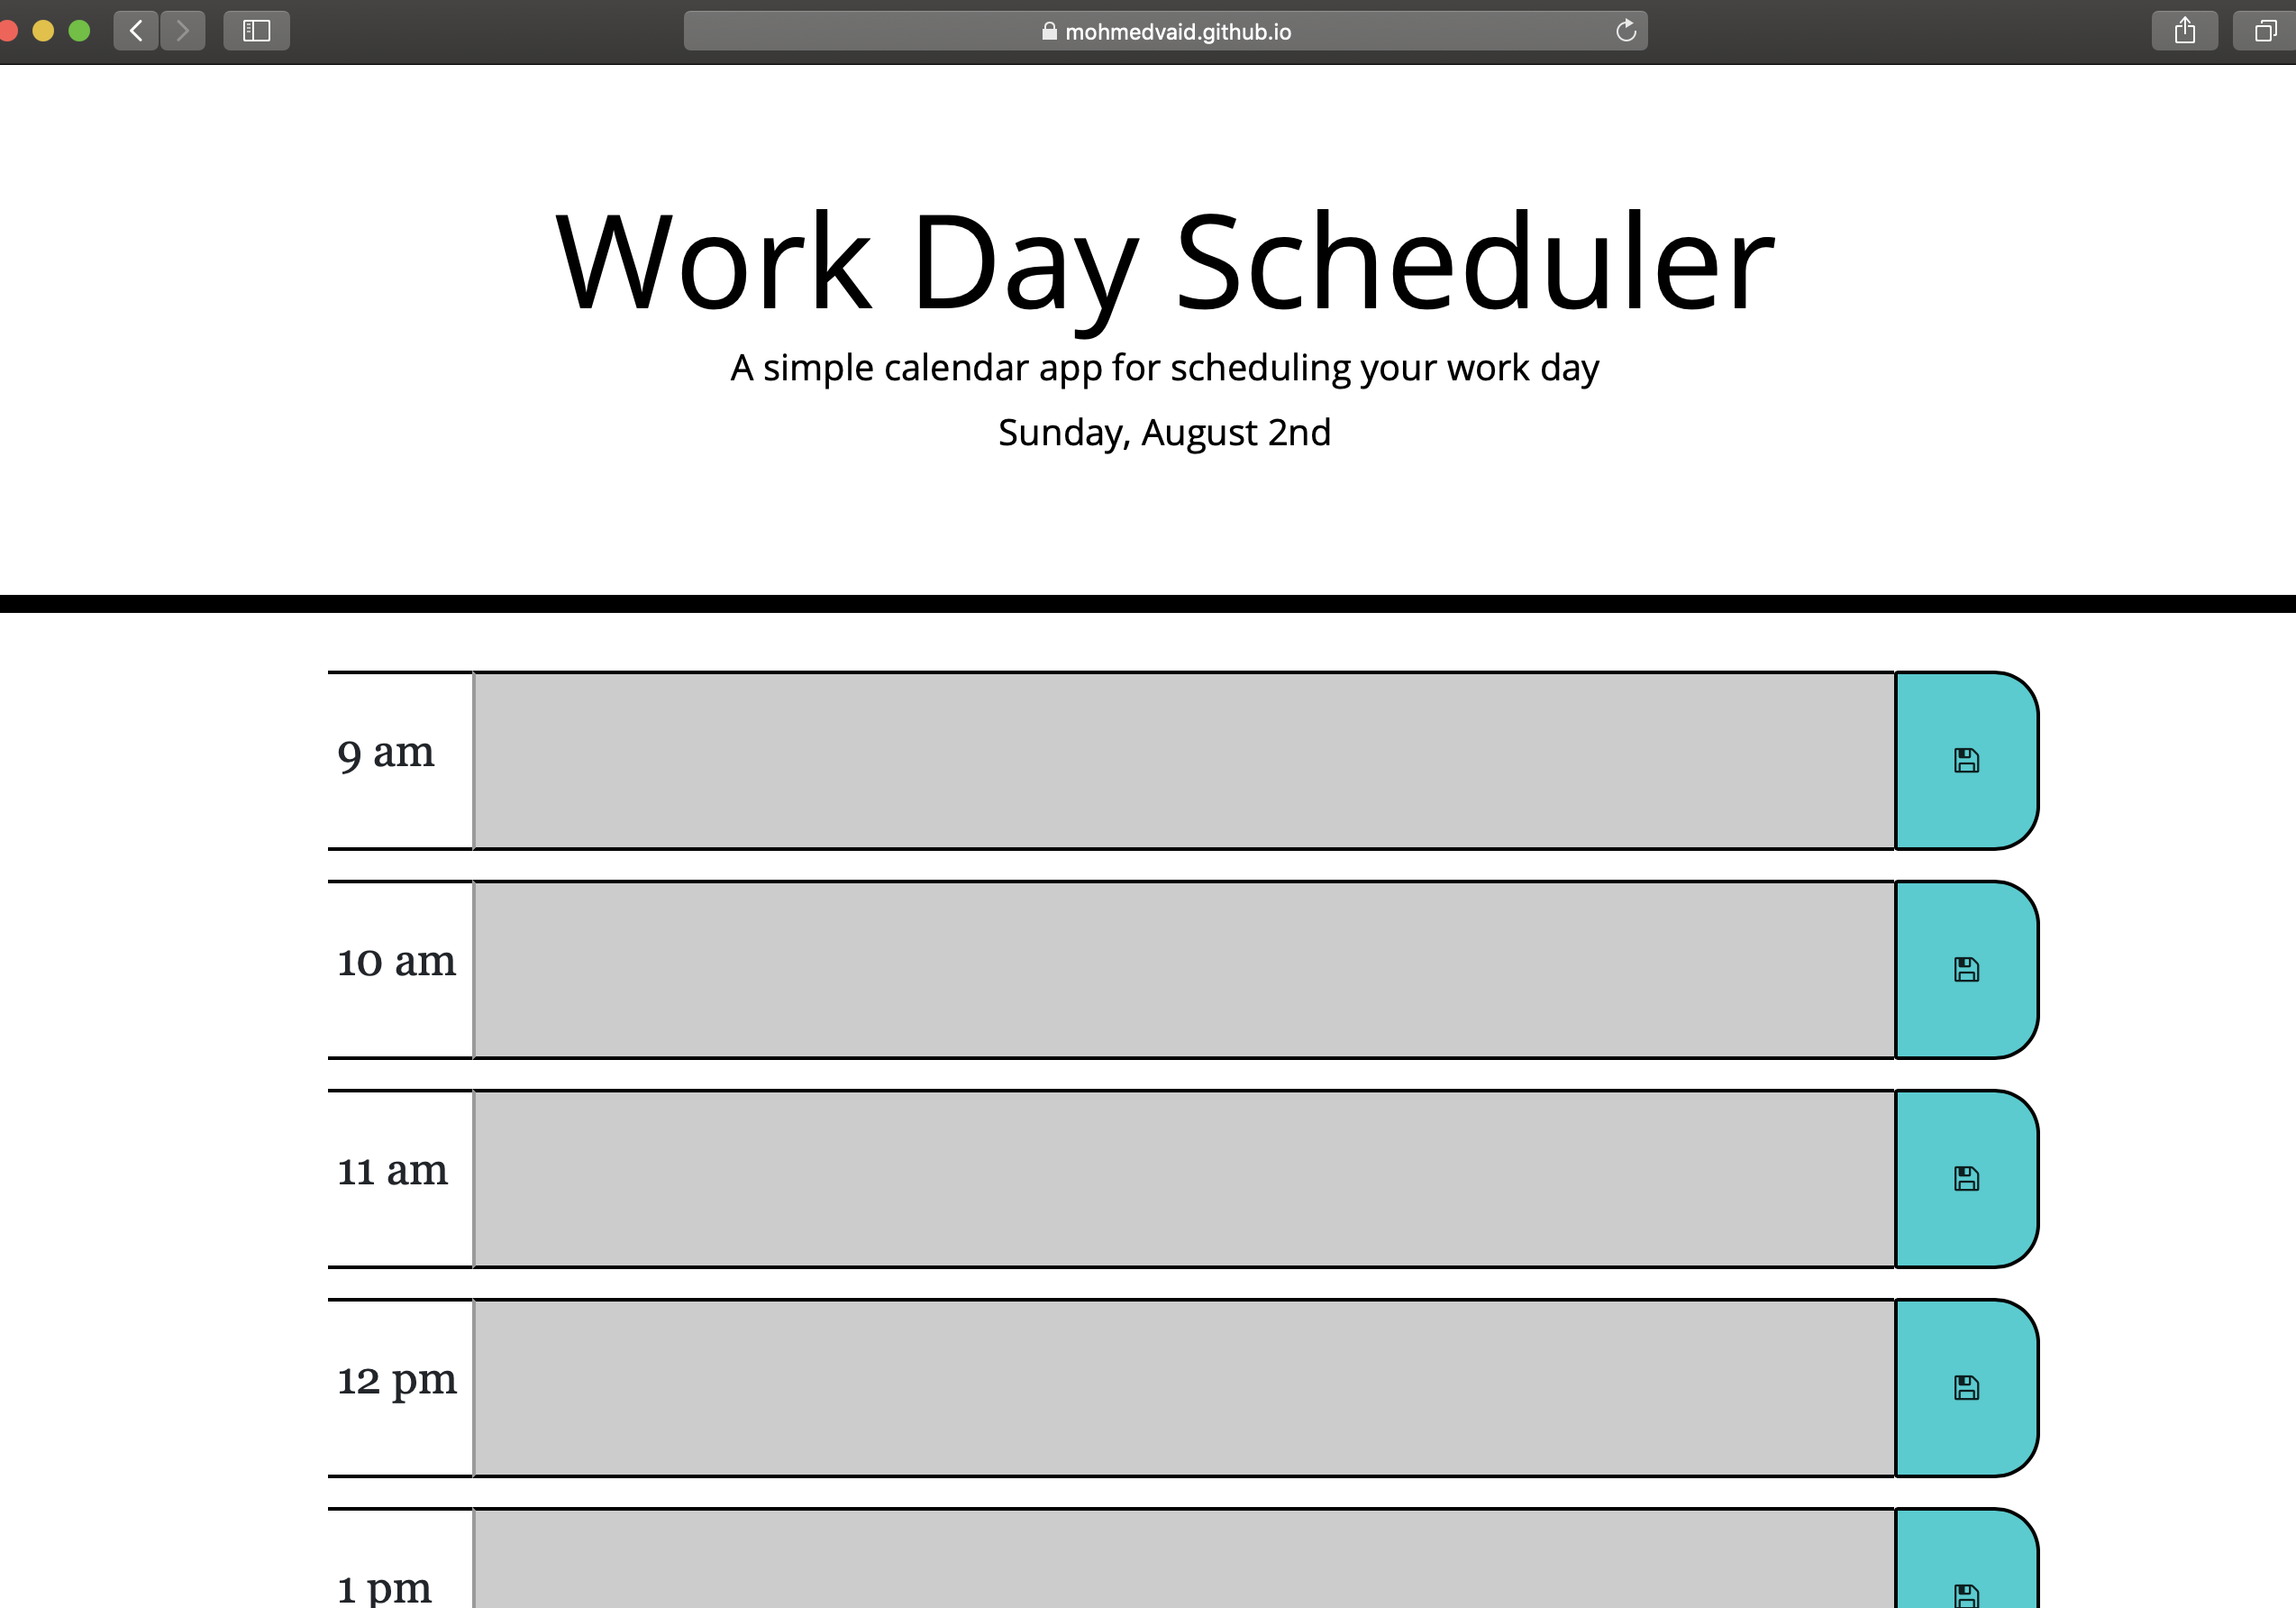 mohmedvaid.github.io
Work Day Scheduler
A simple calendar app for scheduling your work day
Sunday, August 2nd
9 am
10 am
11 am
12 pm
1 pm